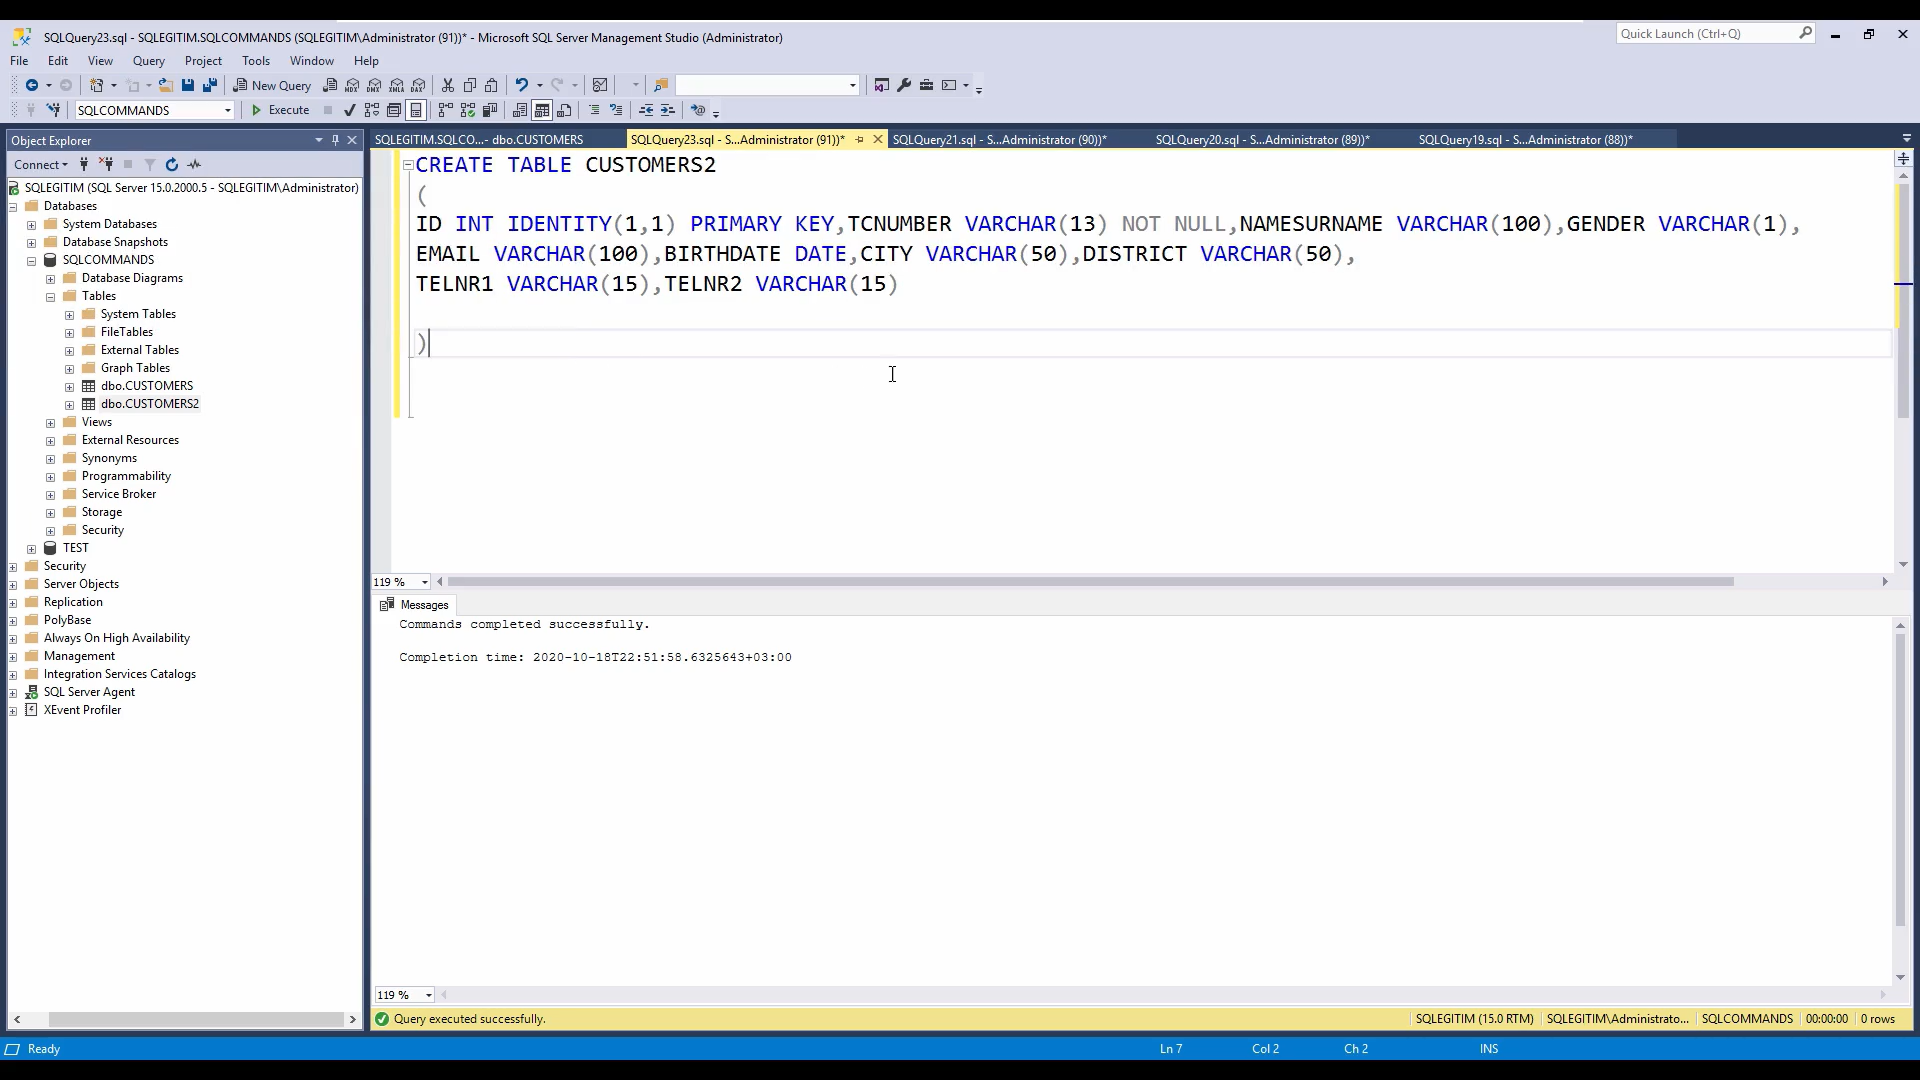 SQLQuery23.sql - SQLEGITIM.SQLCOMMANDS (SQLEGITIM\Administrator (91))* - Microsoft SQL Server Management Studio (Administrator)
Quick Launch (Ctrl+Q)
File Edit View Query Project Tools Window Help
New Query
SQLCOMMANDS
Execute
Object Explorer
SQLEGITIM.SQLCO...- dbo.CUSTOMERS
SQLQuery23.sql - S...Administrator (91))*
SQLQuery21.sql - S...Administrator (90))*
SQLQuery20.sql - S...Administrator (89))*
SQLQuery19.sql - S...Administrator (88))*
Connect
SQLEGITIM (SQL Server 15.0.2000.5 - SQLEGITIM\Administrator)
Databases
System Databases
Database Snapshots
SQLCOMMANDS
Database Diagrams
Tables
System Tables
FileTables
External Tables
Graph Tables
dbo.CUSTOMERS
dbo.CUSTOMERS2
Views
External Resources
Synonyms
Programmability
Service Broker
Storage
Security
TEST
Security
Server Objects
Replication
PolyBase
Always On High Availability
Management
Integration Services Catalogs
SQL Server Agent
XEvent Profiler
CREATE TABLE CUSTOMERS2
(
ID INT IDENTITY(1,1) PRIMARY KEY,TCNUMBER VARCHAR(13) NOT NULL,NAMESURNAME VARCHAR(100),GENDER VARCHAR(1),
EMAIL VARCHAR(100),BIRTHDATE DATE,CITY VARCHAR(50),DISTRICT VARCHAR(50),
TELNR1 VARCHAR(15),TELNR2 VARCHAR(15)
)
119 %
Messages
Commands completed successfully.
Completion time: 2020-10-18T22:51:58.6325643+03:00
119 %
Query executed successfully.
SQLEGITIM (15.0 RTM) SQLEGITIM\Administrato... SQLCOMMANDS 00:00:00 0 rows
Ready
Ln 7 Col 2 Ch 2 INS